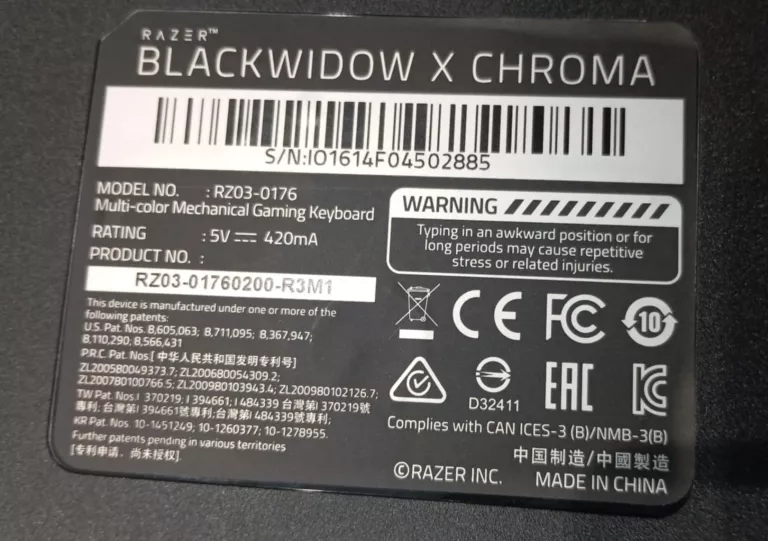 RAZER™
BLACKWIDOW X CHROMA
S/N:IO1614F04502885
MODEL NO. : RZ03-0176
Multi-color Mechanical Gaming Keyboard
RATING : 5V ⎓ 420mA
PRODUCT NO. :
RZ03-01760200-R3M1
This device is manufactured under one or more of the
following patents:
U.S. Pat. Nos. 8,605,063; 8,711,095; 8,367,947;
8,110,290; 8,566,431
P.R.C. Pat. Nos.[ 中华人民共和国发明专利号]
ZL200580049373.7; ZL200680054309.2;
ZL200780100766.5; ZL200980103943.4; ZL200980102126.7;
TW Pat. Nos.I 370219; I 394661; I 484339 台灣第I 370219號
專利; 台灣第I 394661號專利; 台灣第I 484339號專利;
KR Pat. Nos. 10-1451249; 10-1260377; 10-1278955.
Further patents pending in various territories
[专利申请．尚未授权].
WARNING
Typing in an awkward position or for
long periods may cause repetitive
stress or related injuries.
CE FC 10
D32411 EAC KC
Complies with CAN ICES-3 (B)/NMB-3(B)
中国制造/中國製造
©RAZER INC. MADE IN CHINA